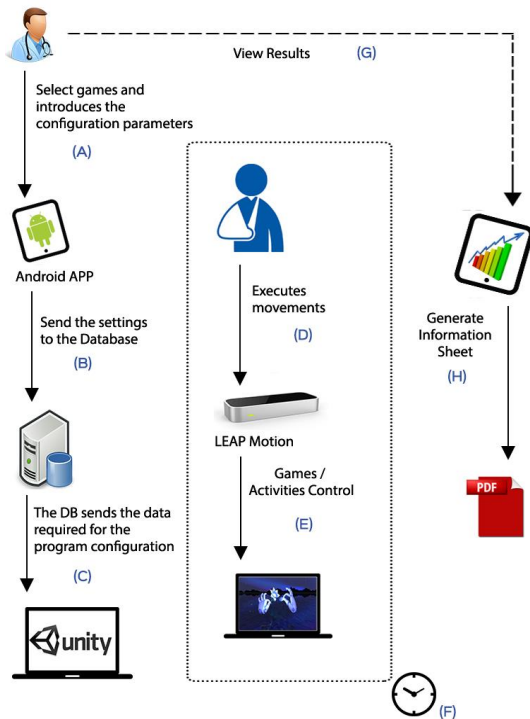 View Results
(G)
Select games and
introduces the
configuration parameters
(A)
Android APP
Send the settings
to the Database
(B)
The DB sends the data
required for the
program configuration
(C)
unity
Executes
movements
(D)
LEAP Motion
Games /
Activities Control
(E)
(F)
Generate
Information
Sheet
(H)
PDF